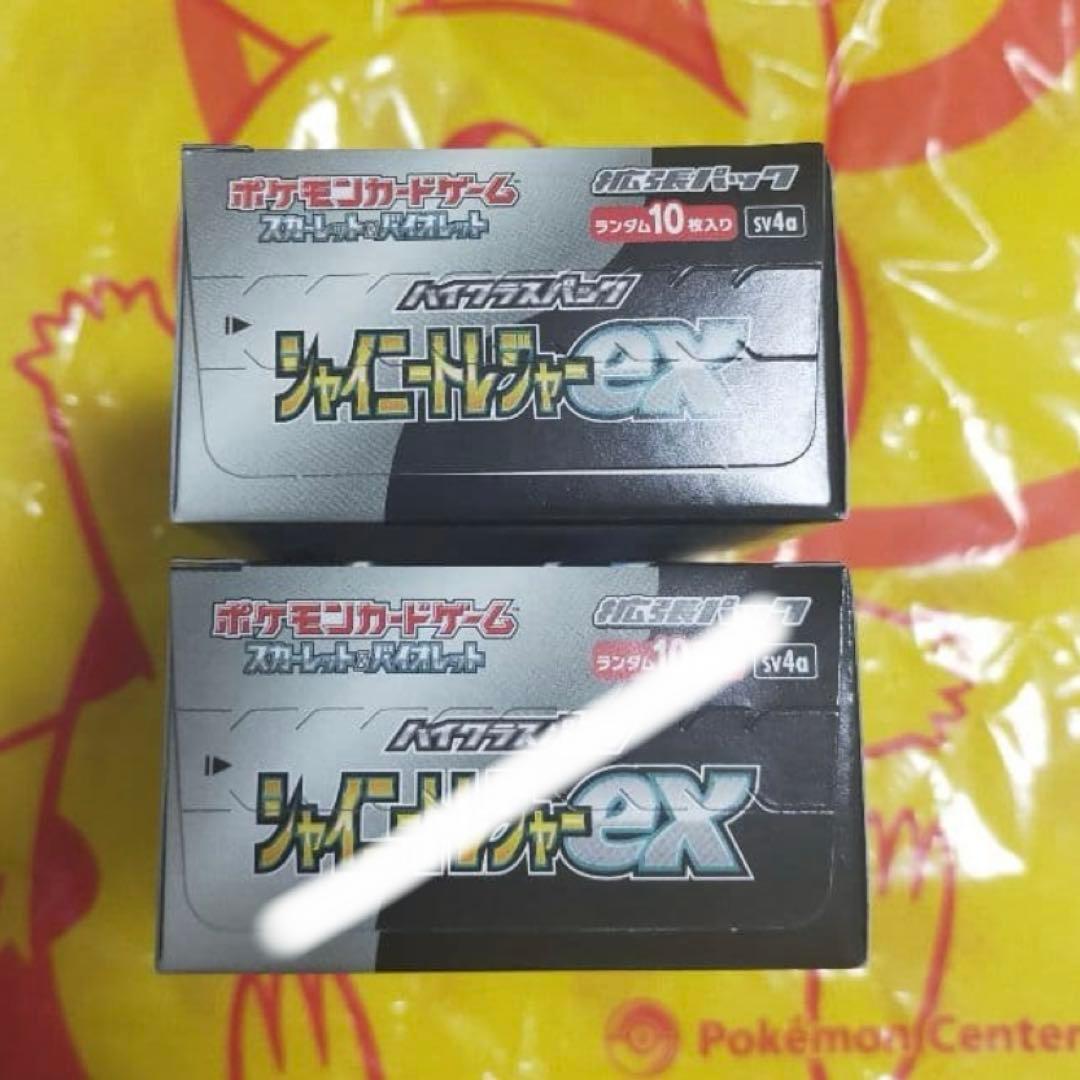 ポケモンカードゲーム
スカーレット&バイオレット
拡張パック
ランダム10枚入り
sv4a
ハイクラスパック
シャイニートレジャーex
ポケモンカードゲーム
スカーレット&バイオレット
拡張パック
ランダム10
sv4a
ハイクラスパック
シャイニートレジャーex
Pokémon Center